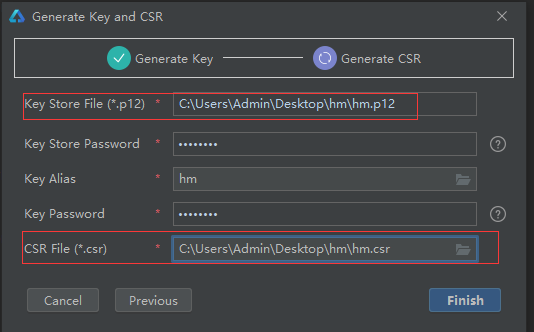 Generate Key and CSR
Generate Key Generate CSR
Key Store File (*.p12) * C:\Users\Admin\Desktop\hm\hm.p12
Key Store Password * ••••••••
Key Alias * hm
Key Password * ••••••••
CSR File (*.csr) * C:\Users\Admin\Desktop\hm\hm.csr
Cancel Previous Finish